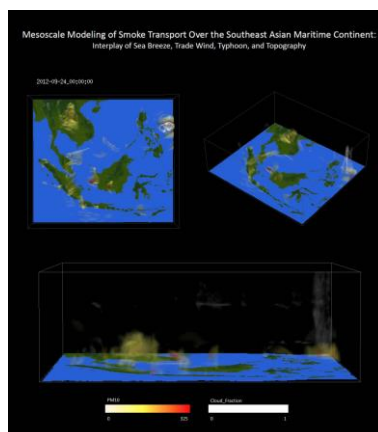 Mesoscale Modeling of Smoke Transport Over the Southeast Asian Maritime Continent:
Interplay of Sea Breeze, Trade Wind, Typhoon, and Topography
2012-09-24_00:00:00
PM10
Cloud_Fraction
0 325
0 1